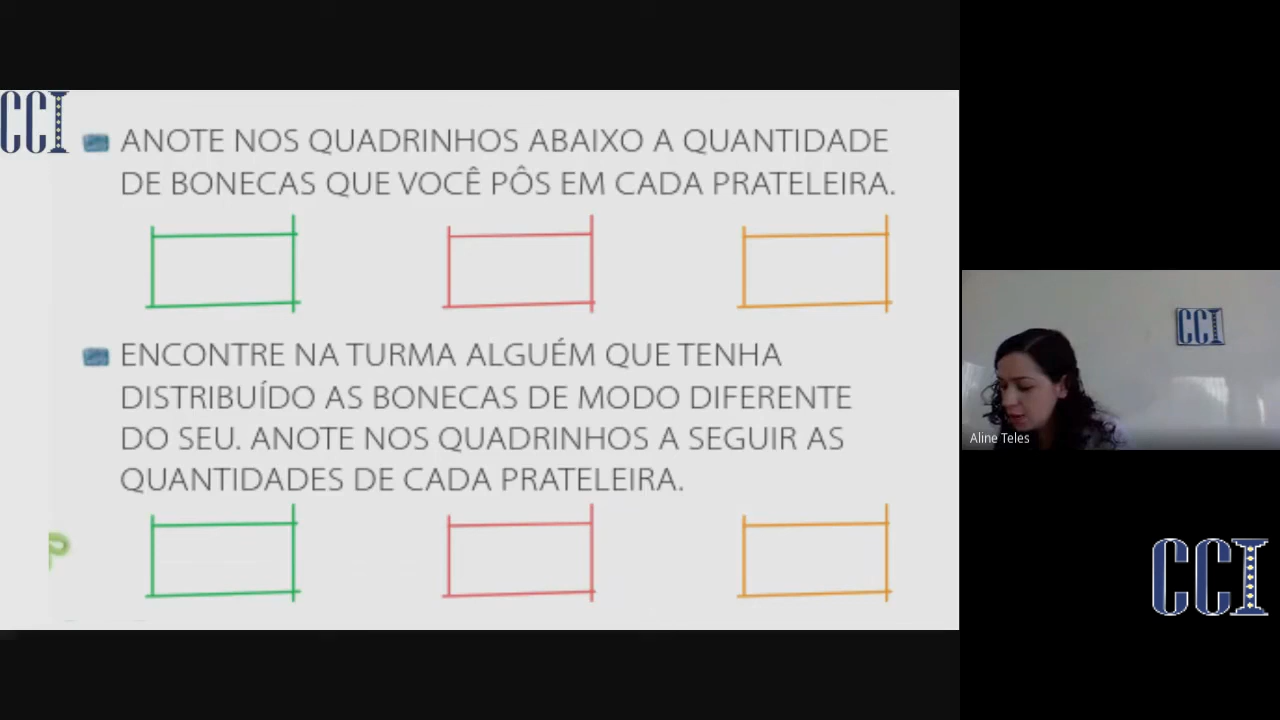 CCI
ANOTE NOS QUADRINHOS ABAIXO A QUANTIDADE
DE BONECAS QUE VOCÊ PÔS EM CADA PRATELEIRA.
ENCONTRE NA TURMA ALGUÉM QUE TENHA
DISTRIBUÍDO AS BONECAS DE MODO DIFERENTE
DO SEU. ANOTE NOS QUADRINHOS A SEGUIR AS
QUANTIDADES DE CADA PRATELEIRA.
CCI
Aline Teles
CCI